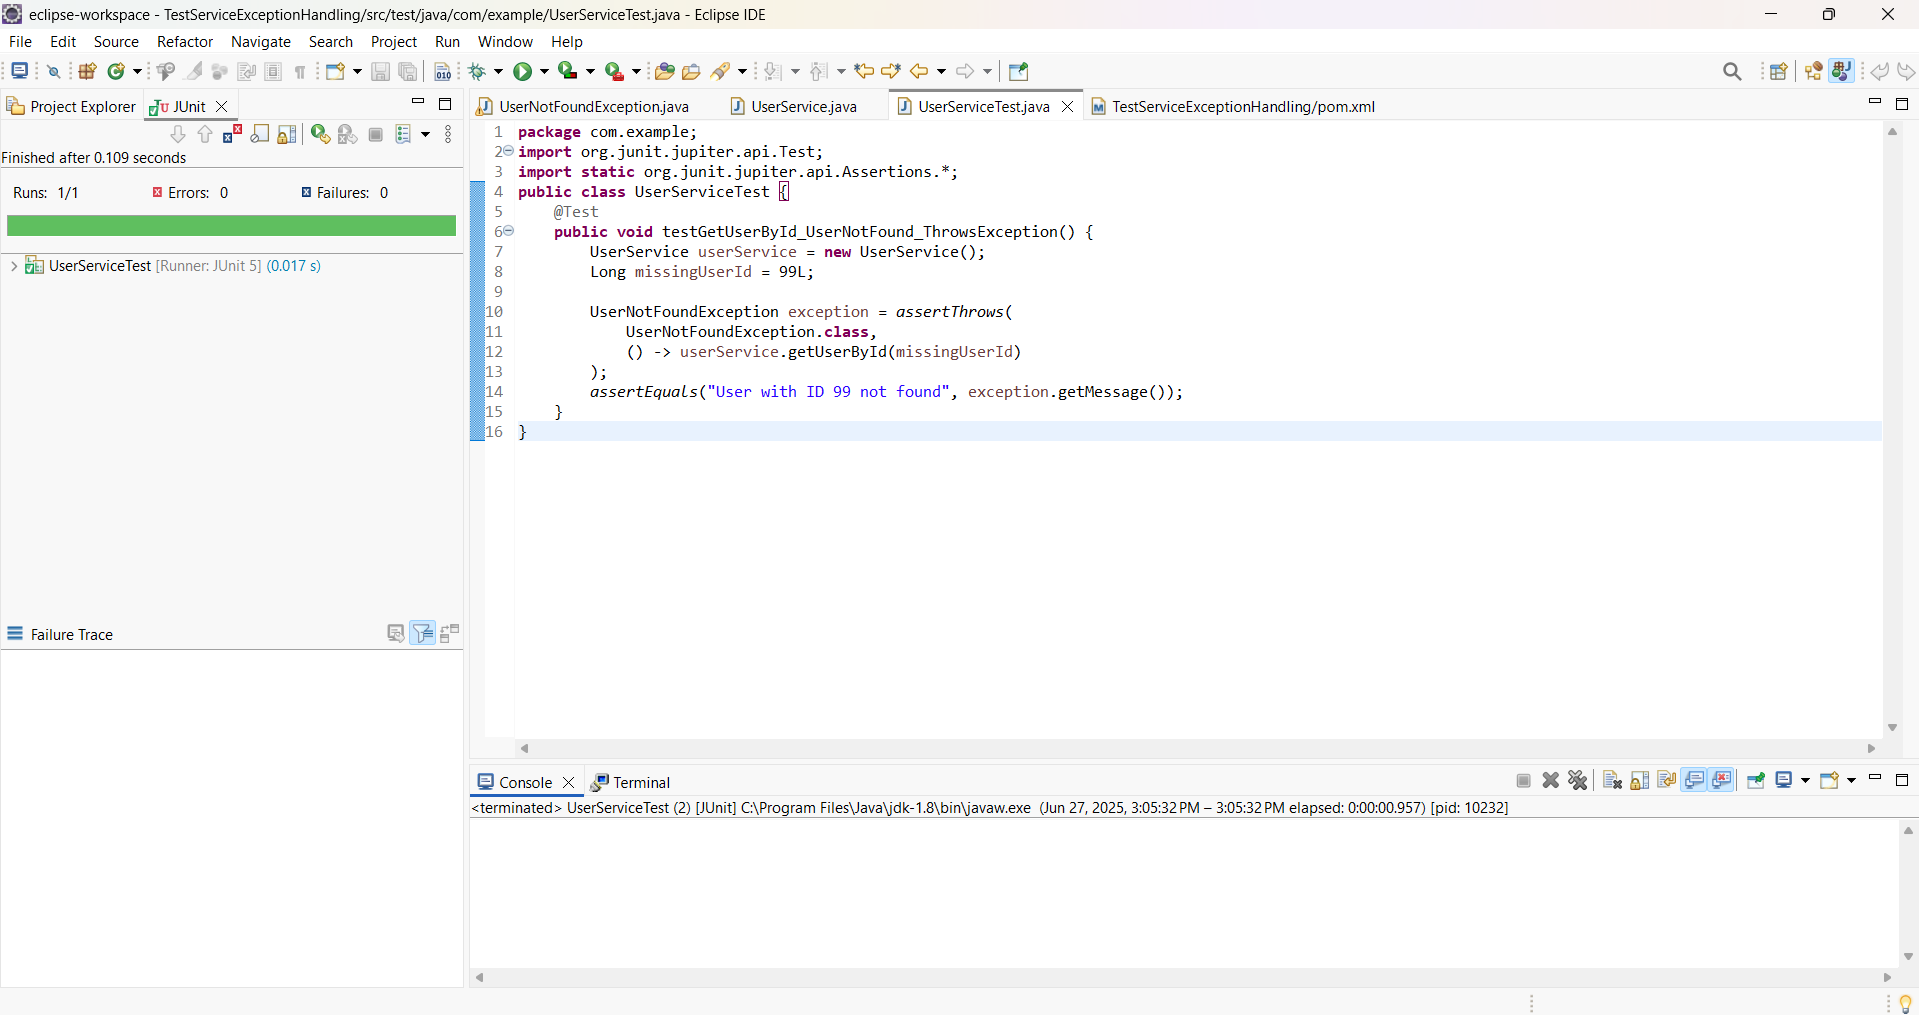 eclipse-workspace - TestServiceExceptionHandling/src/test/java/com/example/UserServiceTest.java - Eclipse IDE
File Edit Source Refactor Navigate Search Project Run Window Help
Project Explorer JUnit
Finished after 0.109 seconds
Runs: 1/1 Errors: 0 Failures: 0
UserServiceTest [Runner: JUnit 5] (0.017 s)
Failure Trace
UserNotFoundException.java UserService.java UserServiceTest.java TestServiceExceptionHandling/pom.xml
1 package com.example;
2 import org.junit.jupiter.api.Test;
3 import static org.junit.jupiter.api.Assertions.*;
4 public class UserServiceTest {
5     @Test
6     public void testGetUserById_UserNotFound_ThrowsException() {
7         UserService userService = new UserService();
8         Long missingUserId = 99L;
9
10         UserNotFoundException exception = assertThrows(
11             UserNotFoundException.class,
12             () -> userService.getUserById(missingUserId)
13         );
14         assertEquals("User with ID 99 not found", exception.getMessage());
15     }
16 }
Console Terminal
<terminated> UserServiceTest (2) [JUnit] C:\Program Files\Java\jdk-1.8\bin\javaw.exe (Jun 27, 2025, 3:05:32 PM – 3:05:32 PM elapsed: 0:00:00.957) [pid: 10232]